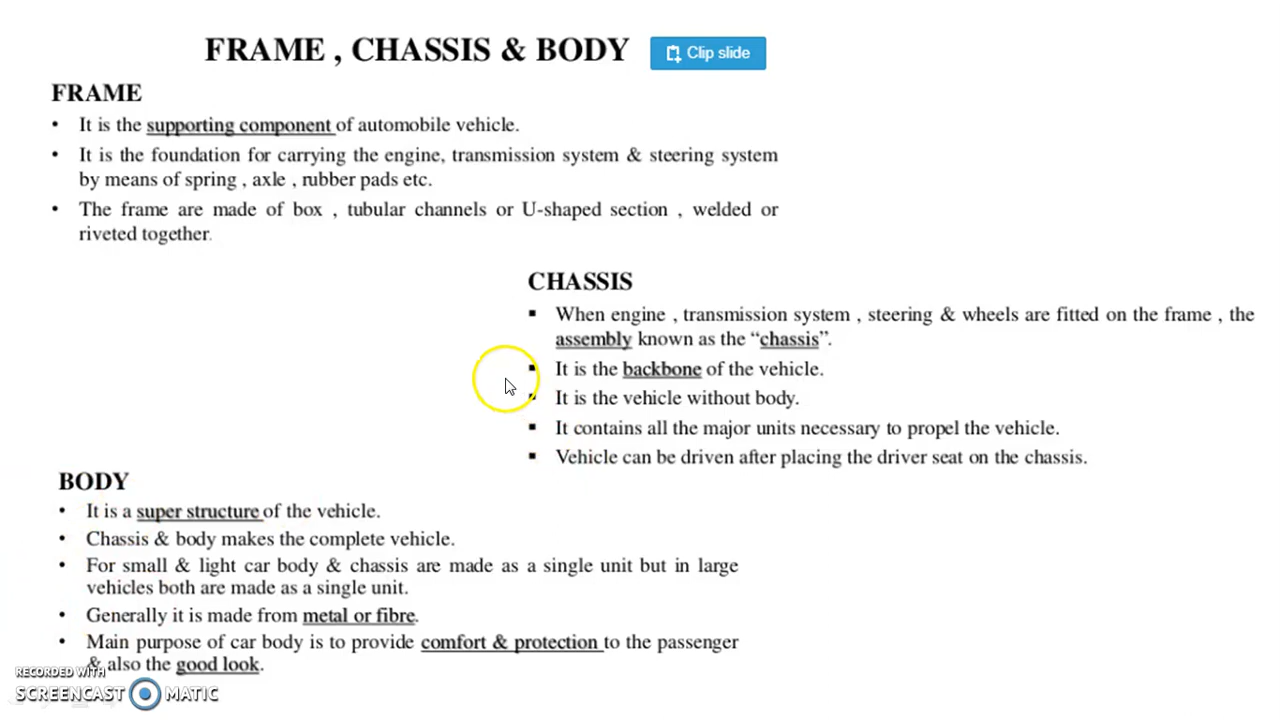 FRAME , CHASSIS & BODY
Clip slide
FRAME
• It is the supporting component of automobile vehicle.
• It is the foundation for carrying the engine, transmission system & steering system
by means of spring , axle , rubber pads etc.
• The frame are made of box , tubular channels or U-shaped section , welded or
riveted together.
CHASSIS
▪ When engine , transmission system , steering & wheels are fitted on the frame , the
assembly known as the “chassis”.
▪ It is the backbone of the vehicle.
▪ It is the vehicle without body.
▪ It contains all the major units necessary to propel the vehicle.
▪ Vehicle can be driven after placing the driver seat on the chassis.
BODY
• It is a super structure of the vehicle.
• Chassis & body makes the complete vehicle.
• For small & light car body & chassis are made as a single unit but in large
vehicles both are made as a single unit.
• Generally it is made from metal or fibre.
• Main purpose of car body is to provide comfort & protection to the passenger
& also the good look.
RECORDED WITH
SCREENCAST MATIC